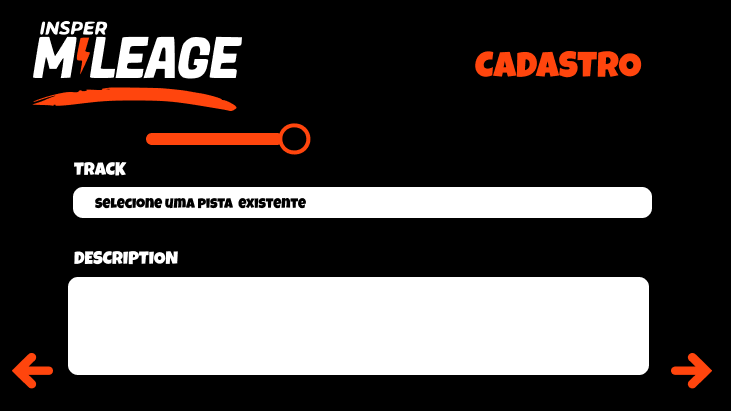 INSPER
MILEAGE
CADASTRO
TRACK
Selecione uma pista existente
DESCRIPTION